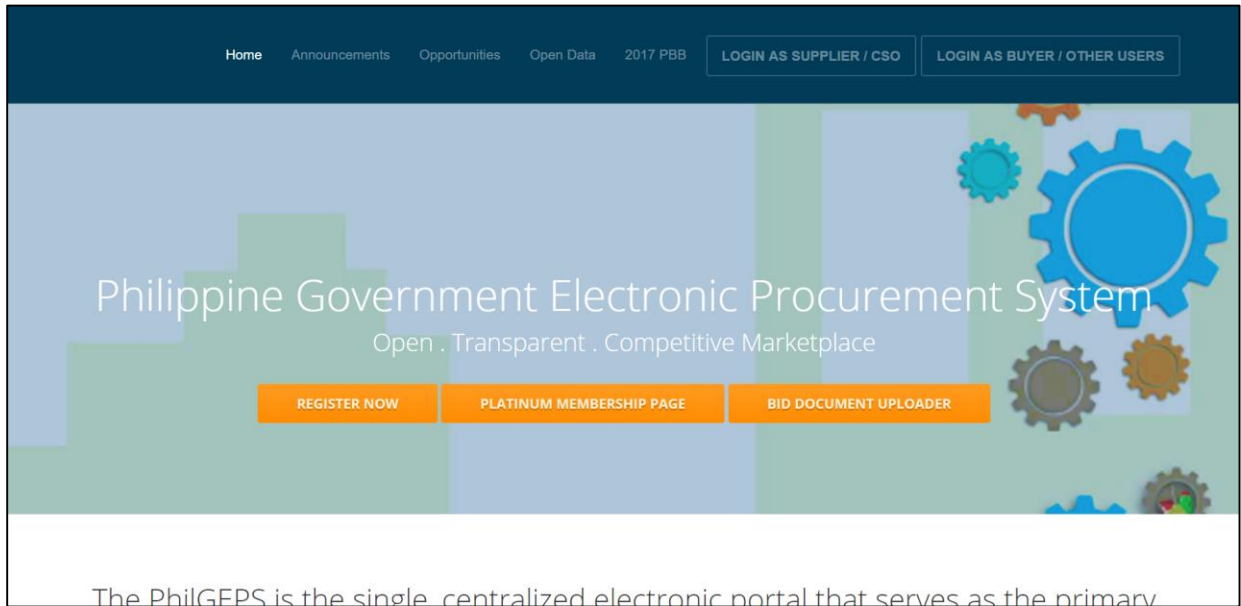 Home Announcements Opportunities Open Data 2017 PBB LOGIN AS SUPPLIER / CSO LOGIN AS BUYER / OTHER USERS
Philippine Government Electronic Procurement System
Open . Transparent . Competitive Marketplace
REGISTER NOW PLATINUM MEMBERSHIP PAGE BID DOCUMENT UPLOADER
The PhilGEPS is the single, centralized electronic portal that serves as the primary